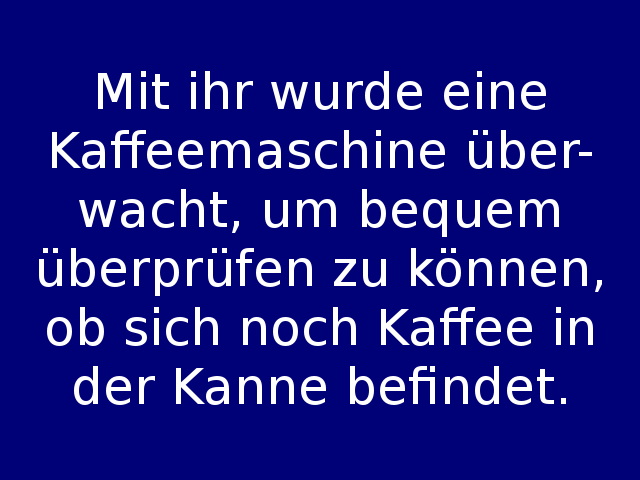 Mit ihr wurde eine
Kaffeemaschine über-
wacht, um bequem
überprüfen zu können,
ob sich noch Kaffee in
der Kanne befindet.